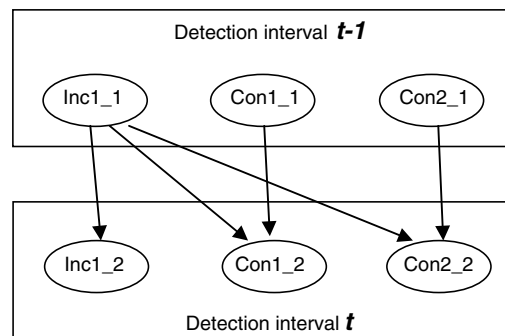 Detection interval t-1
Inc1_1 Con1_1 Con2_1
Inc1_2 Con1_2 Con2_2
Detection interval t